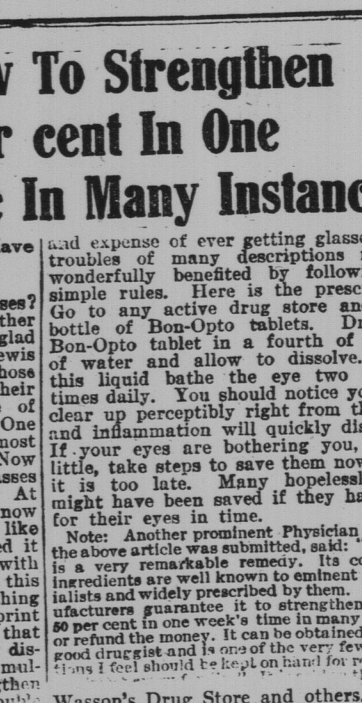 To Strengthen
cent In One
In Many Instanc
ave
ses?
ther
glad
ewis
hose
heir
of
One
most
Now
sses
At
now
like
ed it
with
this
hing
print
that
dis-
mul-
then
and expense of ever getting glasse
troubles of many descriptions
wonderfully benefited by follow
simple rules. Here is the presc
Go to any active drug store an
bottle of Bon-Opto tablets. Dr
Bon-Opto tablet in a fourth of
of water and allow to dissolve.
this liquid bathe the eye two
times daily. You should notice yo
clear up perceptibly right from th
and inflammation will quickly dis
If your eyes are bothering you,
little, take steps to save them now
it is too late. Many hopelessl
might have been saved if they ha
for their eyes in time.
Note: Another prominent Physician
the above article was submitted, said: "
is a very remarkable remedy. Its co
ingredients are well known to eminent
ialists and widely prescribed by them.
ufacturers guarantee it to strengthen
50 per cent in one week's time in many
or refund the money. It can be obtained
good druggist and is one of the very few
tions I feel should be kept on hand for r
Wasson's Drug Store and others.